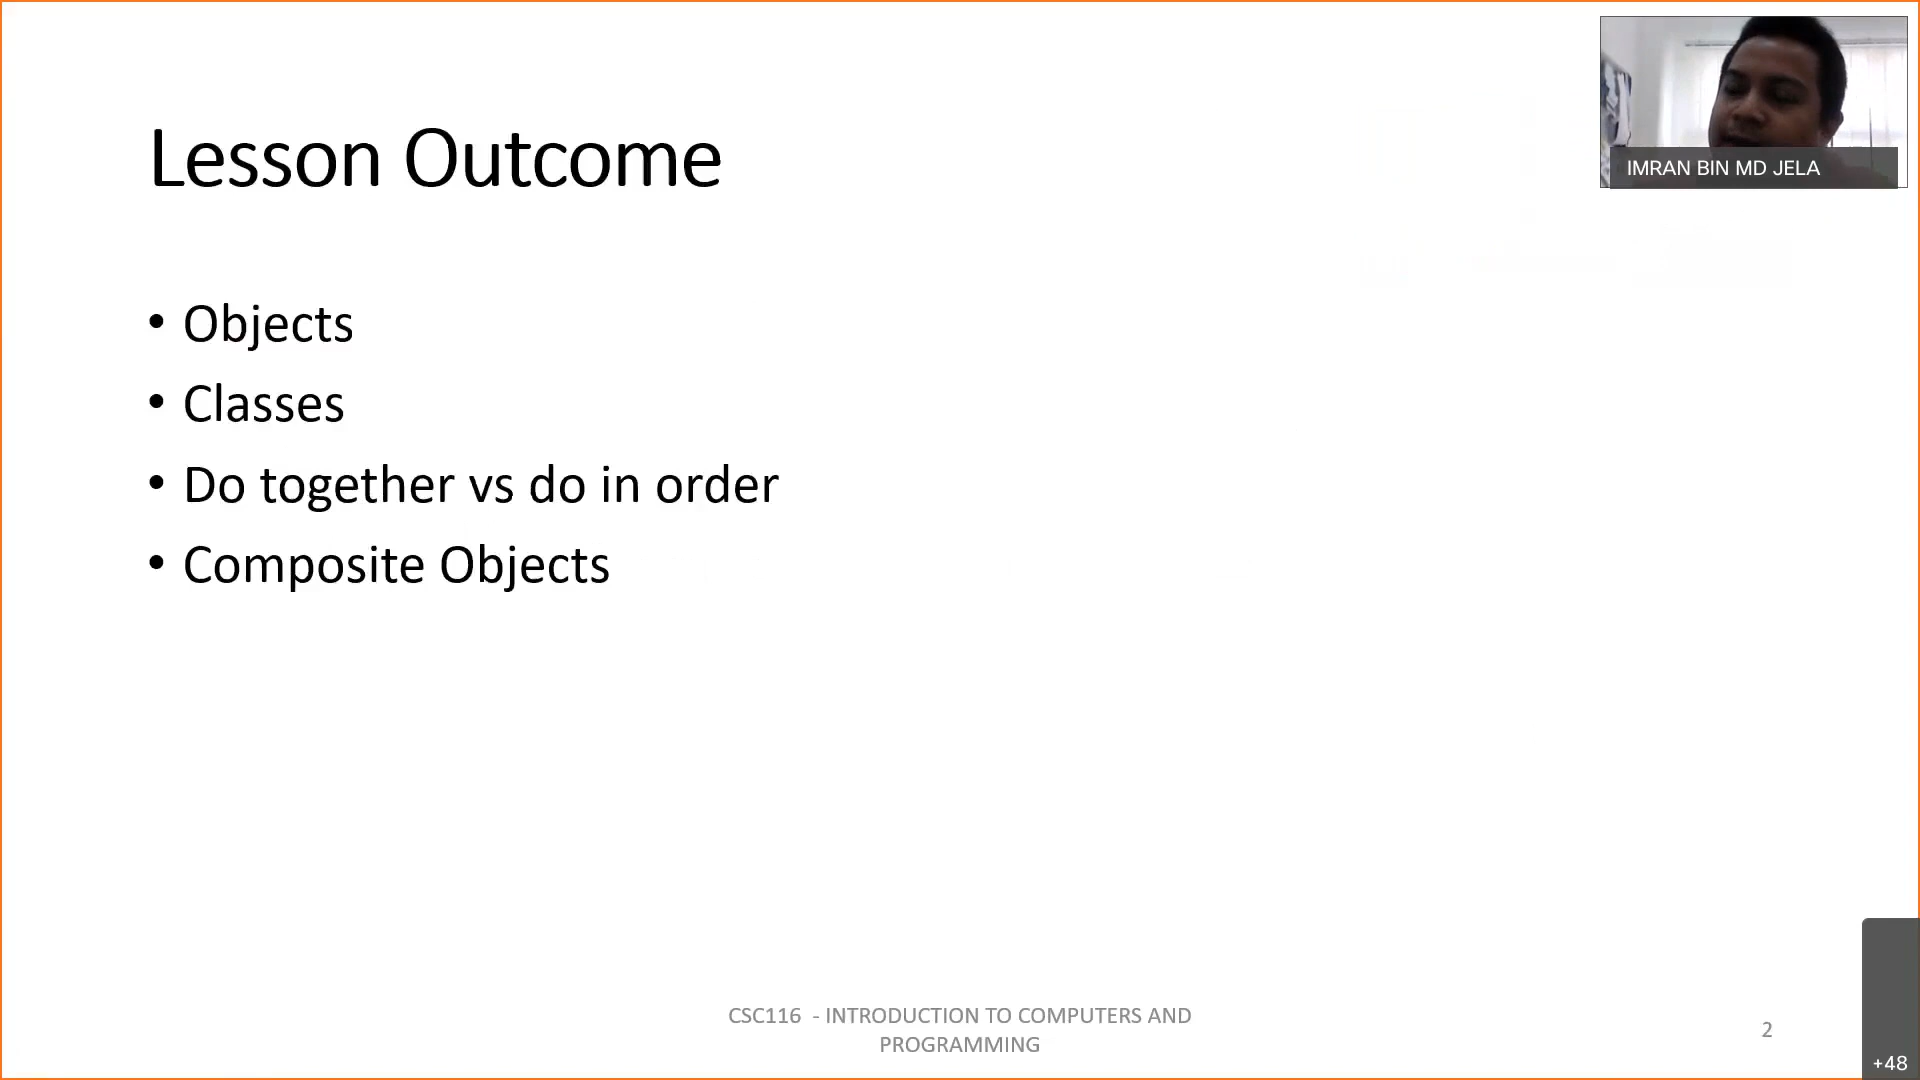 IMRAN BIN MD JELA
Lesson Outcome
• Objects
• Classes
• Do together vs do in order
• Composite Objects
CSC116 - INTRODUCTION TO COMPUTERS AND
PROGRAMMING
2
+48